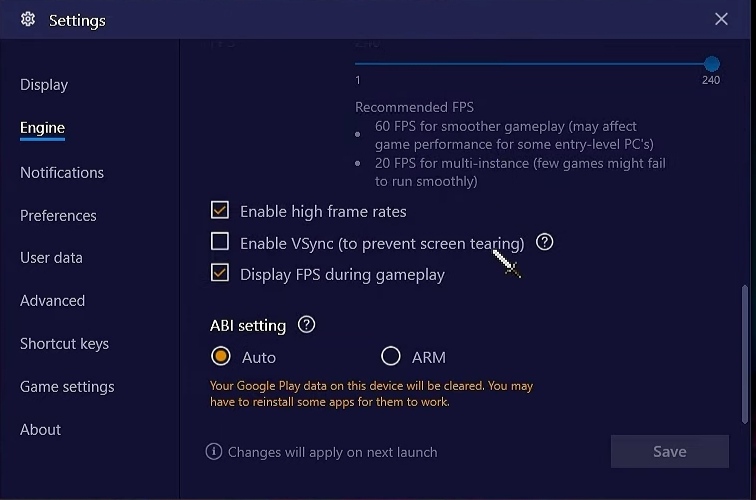 Settings
Display
Engine
Notifications
Preferences
User data
Advanced
Shortcut keys
Game settings
About
1
240
Recommended FPS
60 FPS for smoother gameplay (may affect
game performance for some entry-level PC's)
20 FPS for multi-instance (few games might fail
to run smoothly)
Enable high frame rates
Enable VSync (to prevent screen tearing) ?
Display FPS during gameplay
ABI setting ?
Auto
ARM
Your Google Play data on this device will be cleared. You may
have to reinstall some apps for them to work.
Changes will apply on next launch
Save